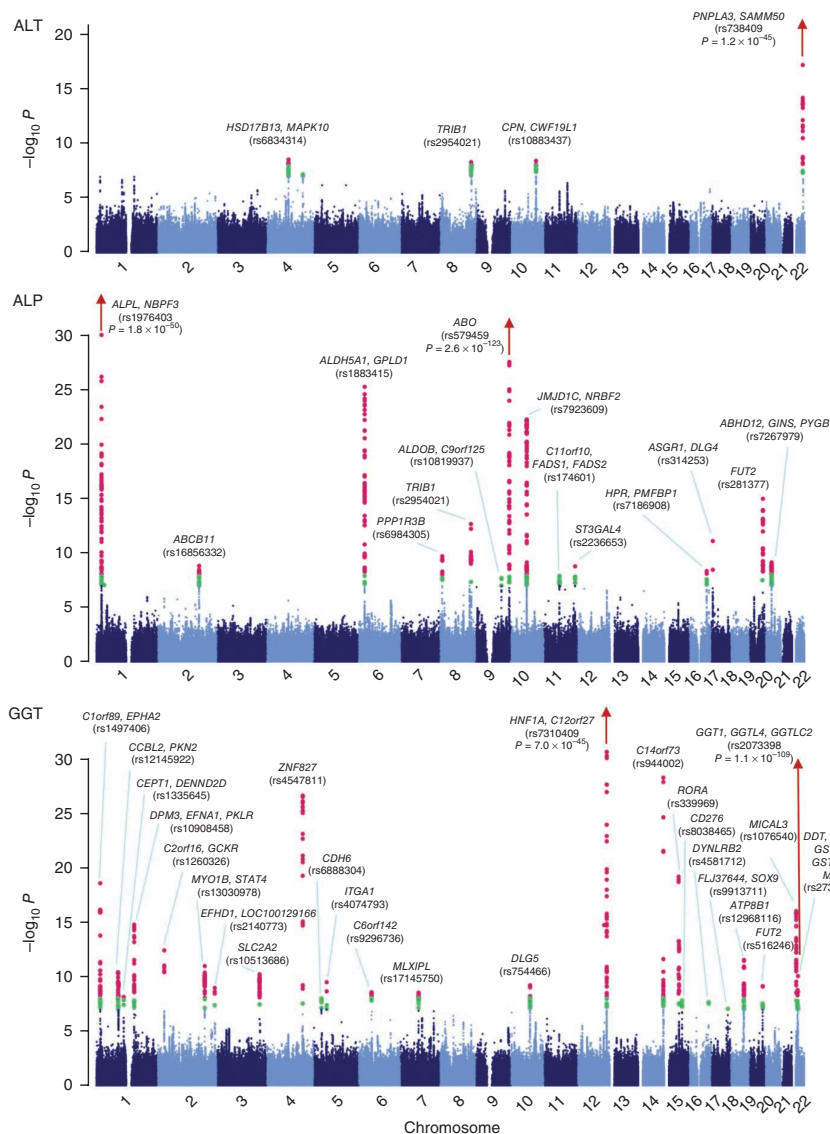 ALT
PNPLA3, SAMM50
(rs738409
P = 1.2 × 10⁻⁴⁵)
HSD17B13, MAPK10
(rs6834314)
TRIB1
(rs2954021)
CPN, CWF19L1
(rs10883437)
–log₁₀ P
20
15
10
5
0
1 2 3 4 5 6 7 8 9 10 11 12 13 14 15 16 17 18 19 20 21 22
ALP
ALPL, NBPF3
(rs1976403
P = 1.8 × 10⁻⁵⁰)
ABO
(rs579459
P = 2.6 × 10⁻¹²³)
ALDH5A1, GPLD1
(rs1883415)
JMJD1C, NRBF2
(rs7923609)
ABHD12, GINS, PYGB
(rs7267979)
ALDOB, C9orf125
(rs10819937)
C11orf10,
FADS1, FADS2
(rs174601)
ASGR1, DLG4
(rs314253)
FUT2
(rs281377)
TRIB1
(rs2954021)
HPR, PMFBP1
(rs7186908)
PPP1R3B
(rs6984305)
ST3GAL4
(rs2236653)
ABCB11
(rs16856332)
–log₁₀ P
30
25
20
15
10
5
0
1 2 3 4 5 6 7 8 9 10 11 12 13 14 15 16 17 18 19 20 21 22
GGT
C1orf89, EPHA2
(rs1497406)
HNF1A, C12orf27
(rs7310409
P = 7.0 × 10⁻⁴⁵)
GGT1, GGTL4, GGTLC2
(rs2073398
P = 1.1 × 10⁻¹⁰⁹)
CCBL2, PKN2
(rs12145922)
C14orf73
(rs944002)
ZNF827
(rs4547811)
CEPT1, DENND2D
(rs1335645)
RORA
(rs339969)
DPM3, EFNA1, PKLR
(rs10908458)
CD276
(rs8038465)
MICAL3
(rs1076540)
DDT,
GS
GST
M
(rs273
C2orf16, GCKR
(rs1260326)
CDH6
(rs6888304)
DYNLRB2
(rs4581712)
MYO1B, STAT4
(rs13030978)
ITGA1
(rs4074793)
FLJ37644, SOX9
(rs9913711)
EFHD1, LOC100129166
(rs2140773)
C6orf142
(rs9296736)
ATP8B1
(rs12968116)
SLC2A2
(rs10513686)
MLXIPL
(rs17145750)
DLG5
(rs754466)
FUT2
(rs516246)
–log₁₀ P
30
25
20
15
10
5
0
1 2 3 4 5 6 7 8 9 10 11 12 13 14 15 16 17 18 19 20 21 22
Chromosome